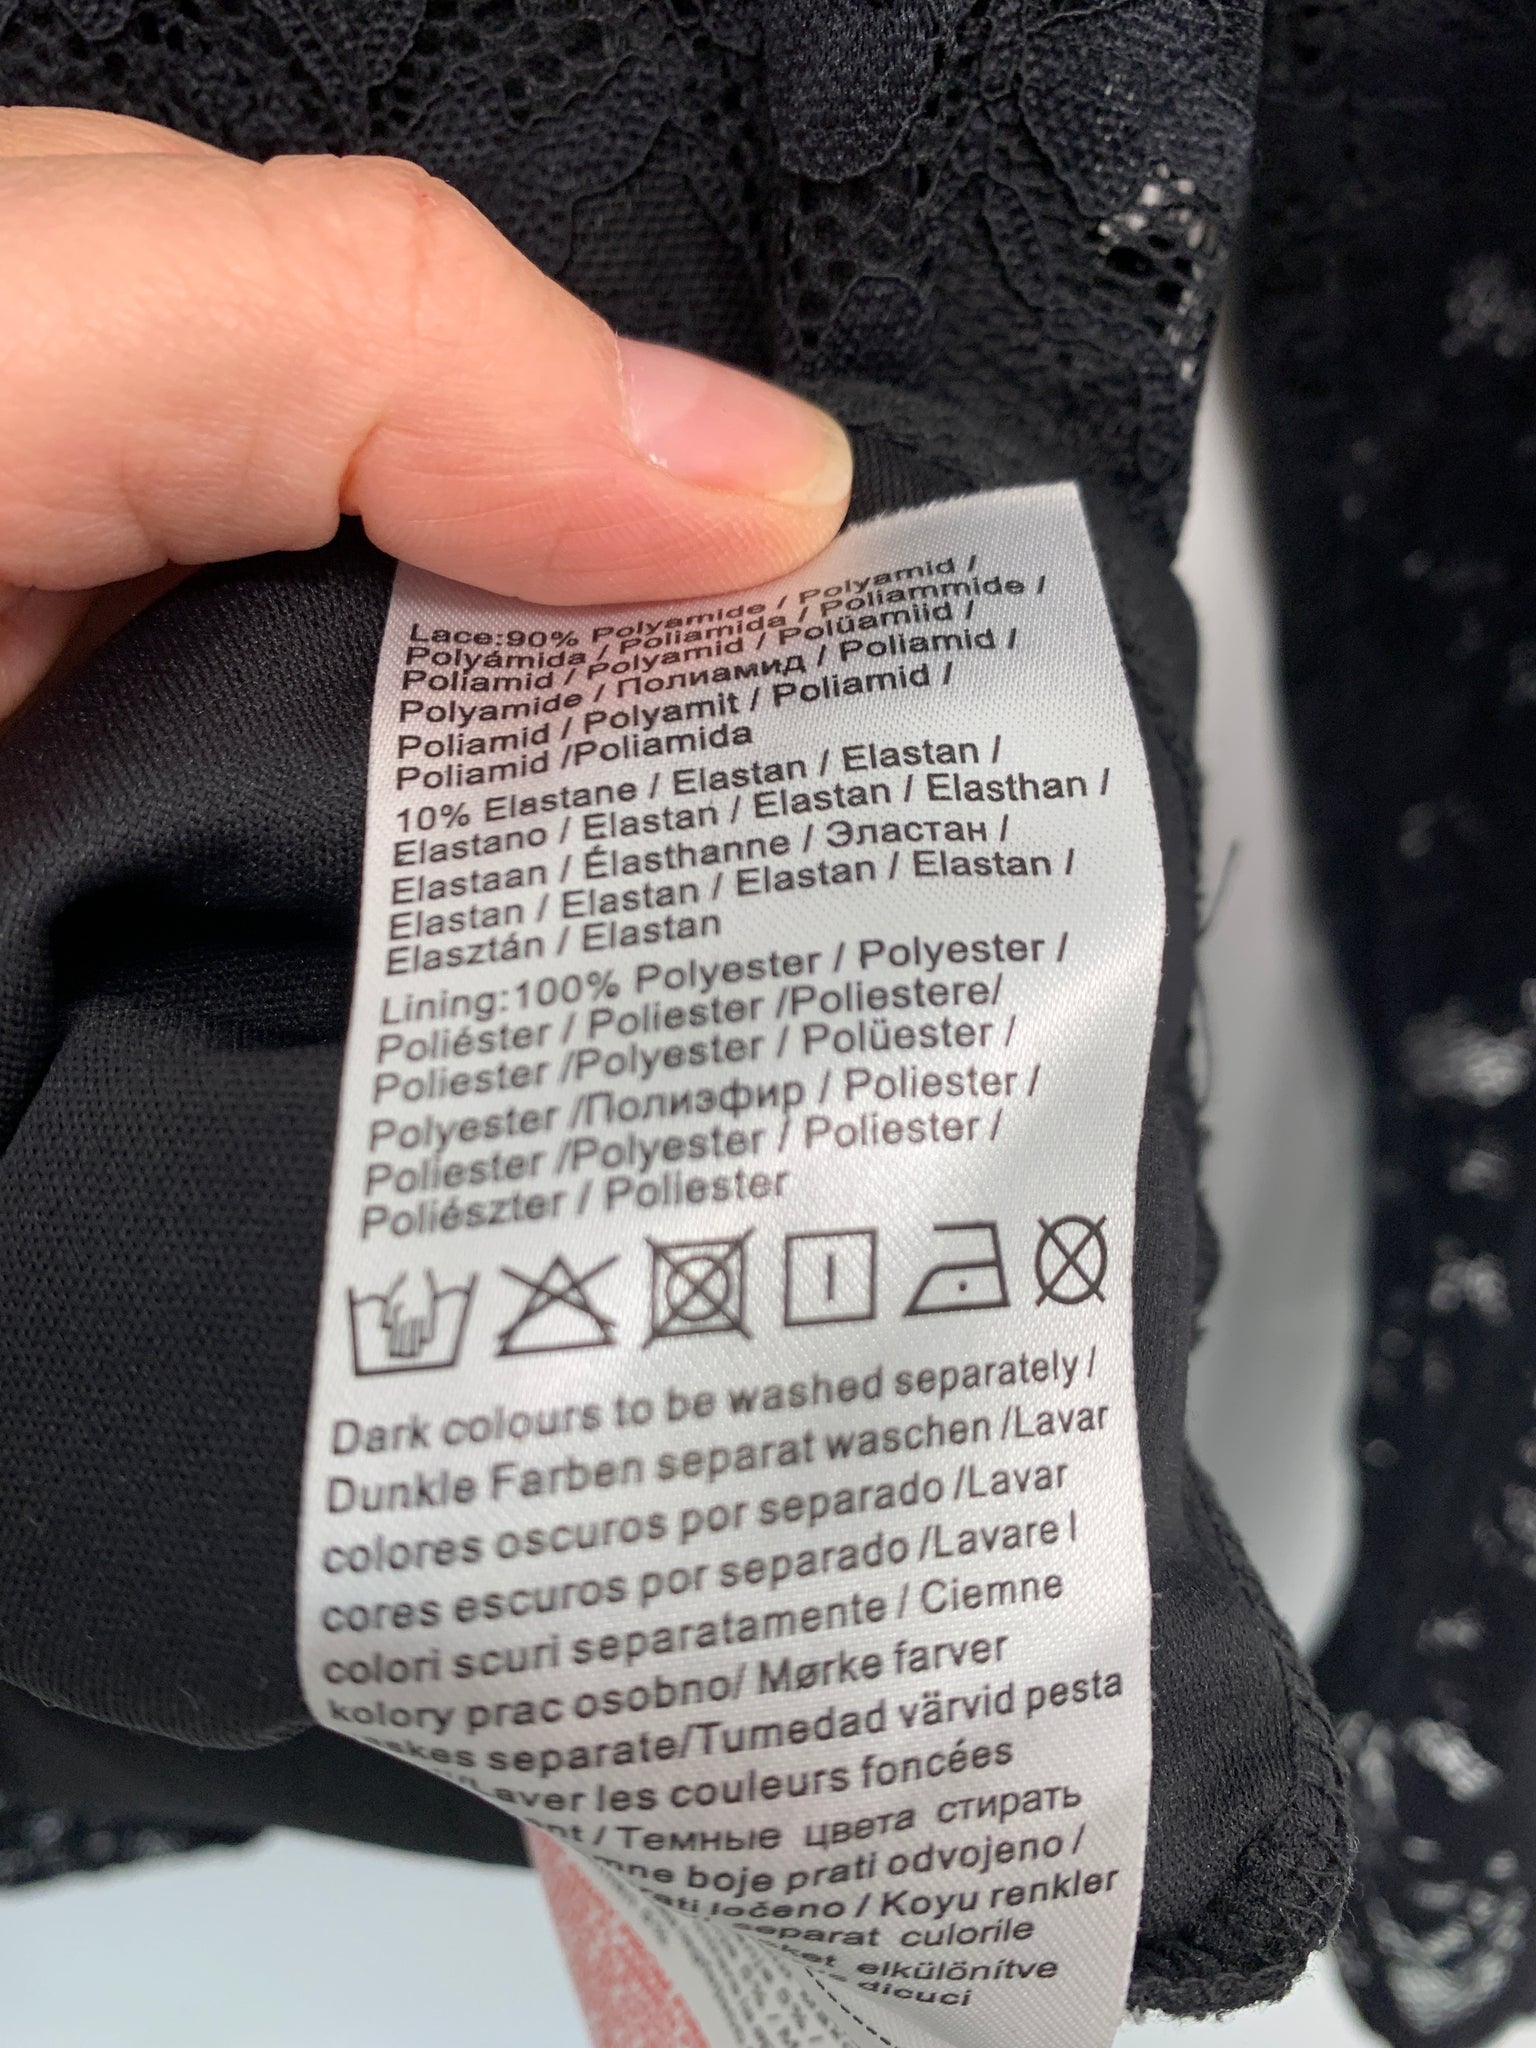 Lace:90% Polyamide / Polyamid /
Polyámida / Poliamida / Poliammide /
Poliamid / Polyamid / Polüamiid /
Polyamide / Полиамид / Poliamid /
Poliamid / Polyamit / Poliamid /
Poliamid /Poliamida
10% Elastane / Elastan / Elastan /
Elastano / Elastan / Elastan / Elasthan /
Elastaan / Élasthanne / Эластан /
Elastan / Elastan / Elastan / Elastan /
Elasztán / Elastan
Lining:100% Polyester / Polyester /
Poliéster / Poliester /Poliestere/
Poliester /Polyester / Polüester /
Polyester /Полиэфир / Poliester /
Poliester /Polyester / Poliester /
Poliészter / Poliester
Dark colours to be washed separately /
Dunkle Farben separat waschen /Lavar
colores oscuros por separado /Lavar
cores escuros por separado /Lavare I
colori scuri separatamente / Ciemne
kolory prac osobno/ Mørke farver
separate/Tumedad värvid pesta
les couleurs foncées
/ Темные цвета стирать
boje prati odvojeno /
ločeno / Koyu renkler
separat culorile
elkülönítve
dicuci